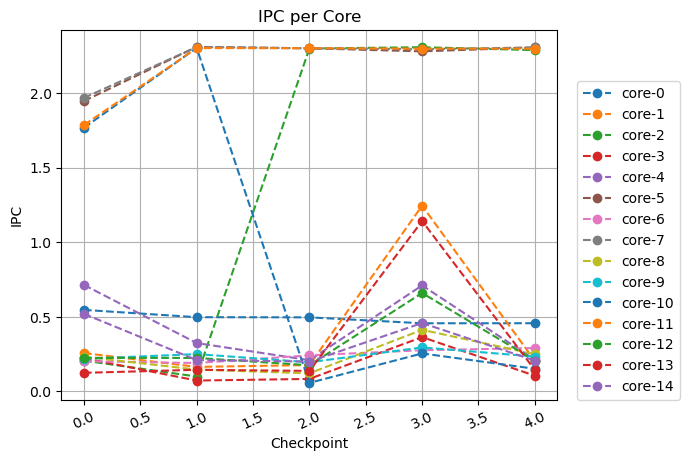 IPC per Core
IPC
2.0
1.5
1.0
0.5
0.0
0.0
0.5
1.0
1.5
2.0
2.5
3.0
3.5
4.0
Checkpoint
core-0
core-1
core-2
core-3
core-4
core-5
core-6
core-7
core-8
core-9
core-10
core-11
core-12
core-13
core-14